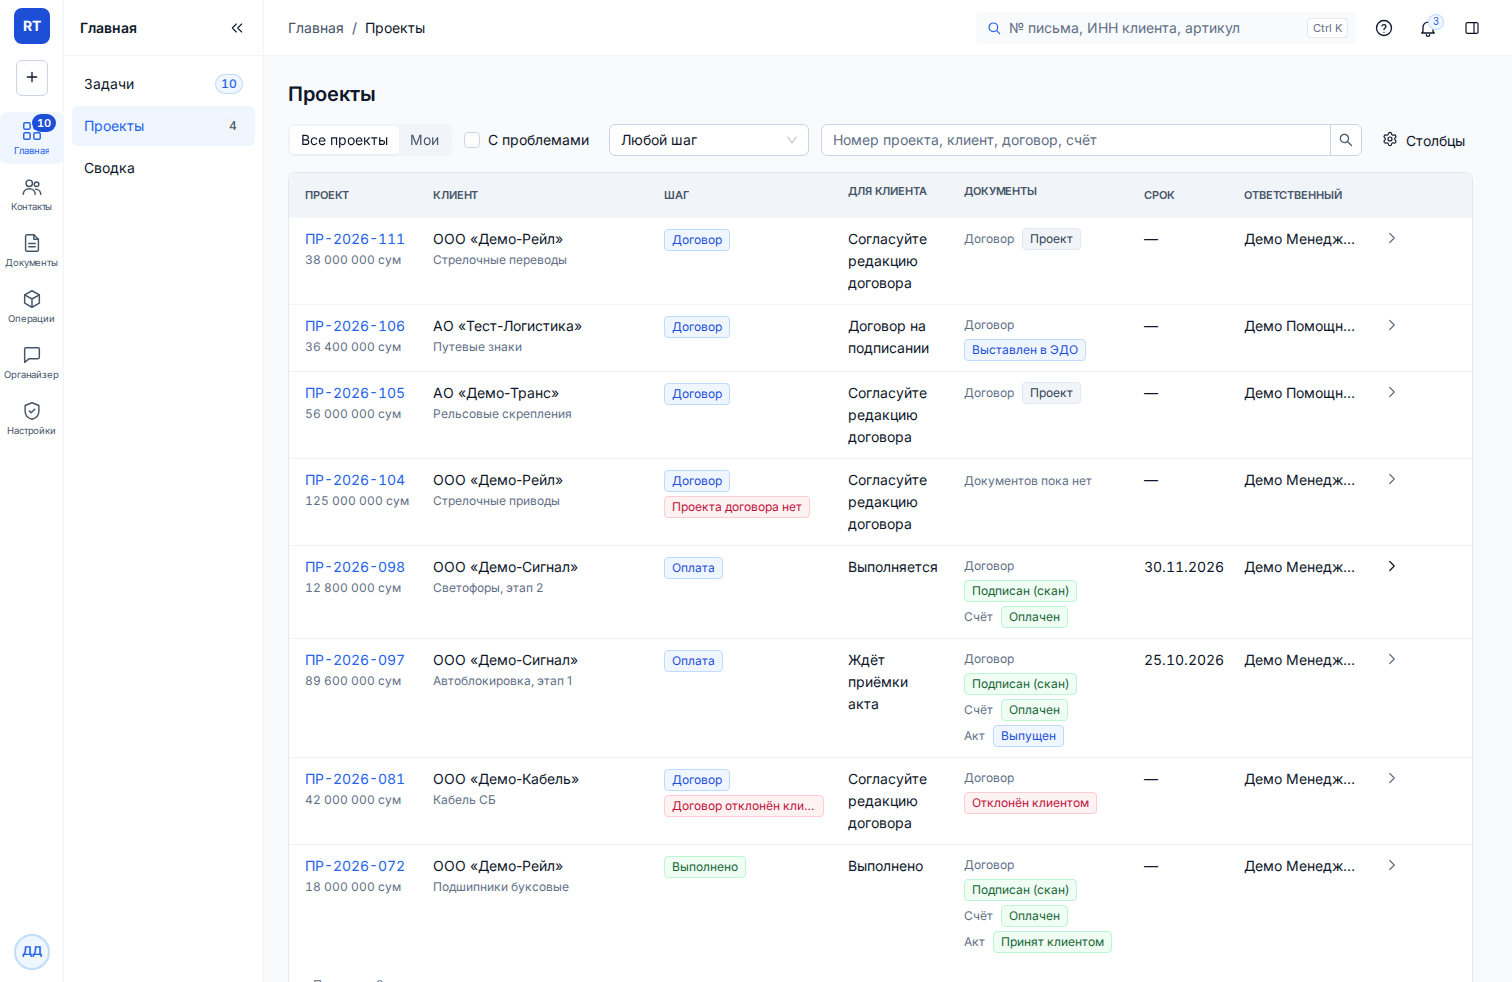 RT
Главная
Главная / Проекты
№ письма, ИНН клиента, артикул
Ctrl K
3
10
Главная
Контакты
Документы
Операции
Органайзер
Настройки
ДД
Задачи
10
Проекты
4
Сводка
Проекты
Все проекты
Мои
С проблемами
Любой шаг
Номер проекта, клиент, договор, счёт
Столбцы
ПРОЕКТ КЛИЕНТ ШАГ ДЛЯ КЛИЕНТА ДОКУМЕНТЫ СРОК ОТВЕТСТВЕННЫЙ
ПР-2026-111 ООО «Демо-Рейл» Договор Согласуйте Договор Проект — Демо Менедж...
38 000 000 сум Стрелочные переводы редакцию
договора
ПР-2026-106 АО «Тест-Логистика» Договор Договор на Договор — Демо Помощн...
36 400 000 сум Путевые знаки подписании Выставлен в ЭДО
ПР-2026-105 АО «Демо-Транс» Договор Согласуйте Договор Проект — Демо Помощн...
56 000 000 сум Рельсовые скрепления редакцию
договора
ПР-2026-104 ООО «Демо-Рейл» Договор Согласуйте Документов пока нет — Демо Менедж...
125 000 000 сум Стрелочные приводы Проекта договора нет редакцию
договора
ПР-2026-098 ООО «Демо-Сигнал» Оплата Выполняется Договор 30.11.2026 Демо Менедж...
12 800 000 сум Светофоры, этап 2 Подписан (скан)
Счёт Оплачен
ПР-2026-097 ООО «Демо-Сигнал» Оплата Ждёт Договор 25.10.2026 Демо Менедж...
89 600 000 сум Автоблокировка, этап 1 приёмки Подписан (скан)
акта Счёт Оплачен
Акт Выпущен
ПР-2026-081 ООО «Демо-Кабель» Договор Согласуйте Договор — Демо Менедж...
42 000 000 сум Кабель СБ Договор отклонён кли... редакцию Отклонён клиентом
договора
ПР-2026-072 ООО «Демо-Рейл» Выполнено Выполнено Договор — Демо Менедж...
18 000 000 сум Подшипники буксовые Подписан (скан)
Счёт Оплачен
Акт Принят клиентом